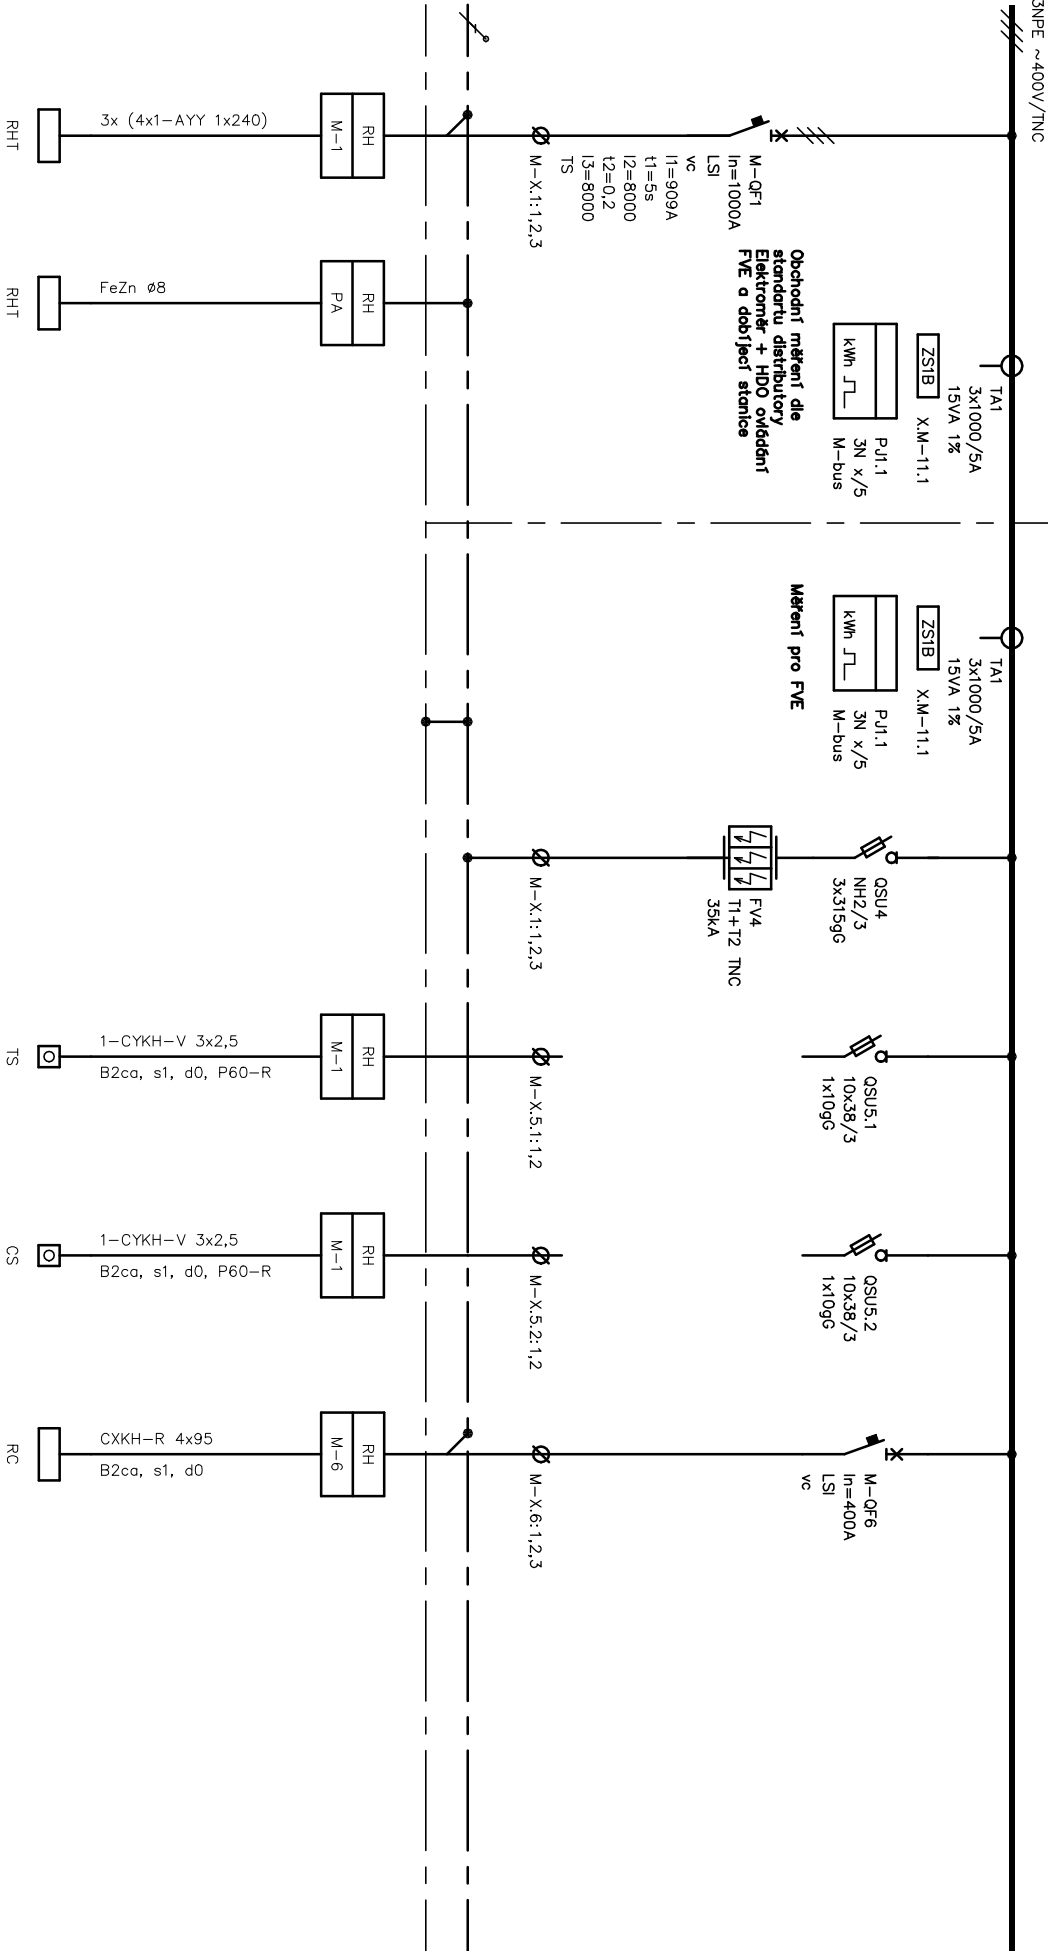 3NPE ~400V/TNC
M-QF1
In=1000A
LSI
vc
I1=909A
t1=5s
I2=8000
t2=0,2
I3=8000
TS
M-X.1:1,2,3
RH
M-1
3x (4x1-AYY 1x240)
RHT
RH
PA
FeZn ø8
RHT
TA1
3x1000/5A
15VA 1%
ZS1B
X.M-11.1
kWh
PJ1.1
3N x/5
M-bus
Obchodní měření dle
standartu distributory
Elektroměr + HDO ovládání
FVE a dobíjecí stanice
TA1
3x1000/5A
15VA 1%
ZS1B
X.M-11.1
kWh
PJ1.1
3N x/5
M-bus
Měření pro FVE
QSU4
NH2/3
3x315gG
FV4
T1+T2 TNC
35kA
M-X.1:1,2,3
QSU5.1
10x38/3
1x10gG
M-X.5.1:1,2
RH
M-1
1-CYKH-V 3x2,5
B2ca, s1, d0, P60-R
TS
QSU5.2
10x38/3
1x10gG
M-X.5.2:1,2
RH
M-1
1-CYKH-V 3x2,5
B2ca, s1, d0, P60-R
CS
M-QF6
In=400A
LSI
vc
M-X.6:1,2,3
RH
M-6
CXKH-R 4x95
B2ca, s1, d0
RC